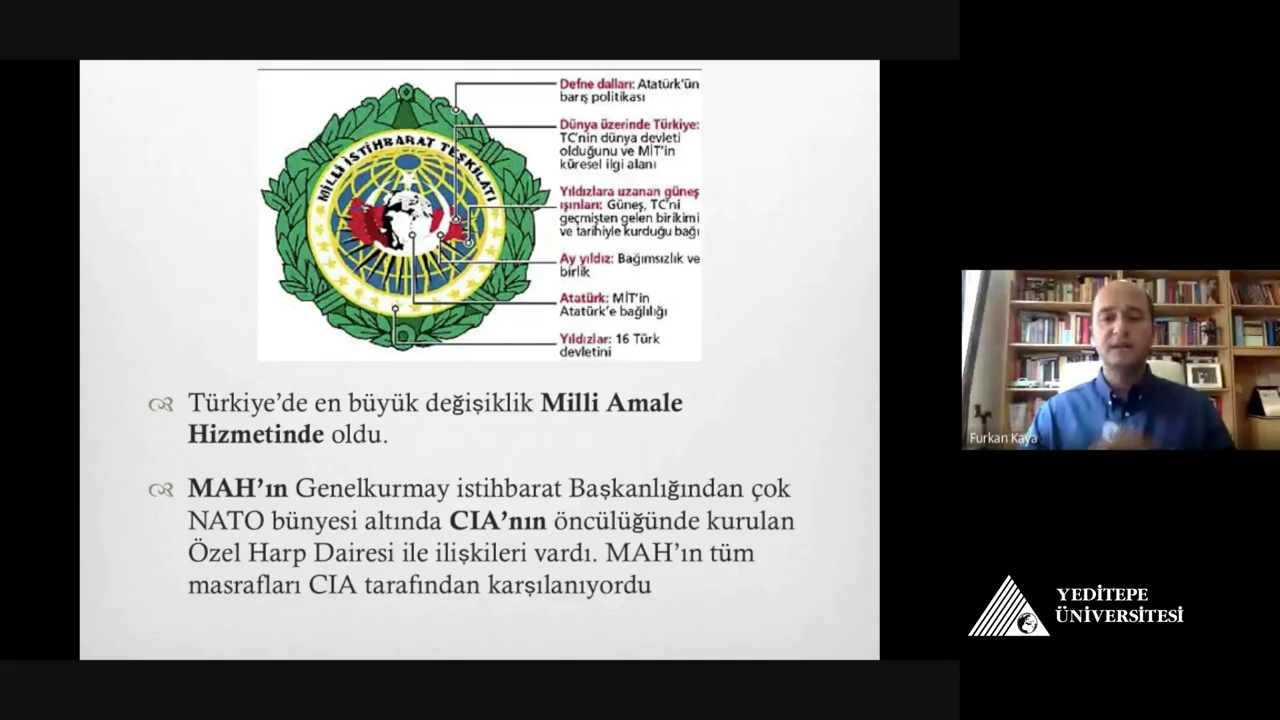 MİLLİ İSTİHBARAT TEŞKİLATI
Defne dalları: Atatürk'ün
barış politikası
Dünya üzerinde Türkiye:
TC'nin dünya devleti
olduğunu ve MİT'in
küresel ilgi alanı
Yıldızlara uzanan güneş
ışınları: Güneş, TC'ni
geçmişten gelen birikimi
ve tarihiyle kurduğu bağı
Ay yıldız: Bağımsızlık ve
birlik
Atatürk: MİT'in
Atatürk'e bağlılığı
Yıldızlar: 16 Türk
devletini
Türkiye'de en büyük değişiklik Milli Amale
Hizmetinde oldu.
MAH'ın Genelkurmay istihbarat Başkanlığından çok
NATO bünyesi altında CIA'nın öncülüğünde kurulan
Özel Harp Dairesi ile ilişkileri vardı. MAH'ın tüm
masrafları CIA tarafından karşılanıyordu
Furkan Kaya
YEDİTEPE
ÜNİVERSİTESİ